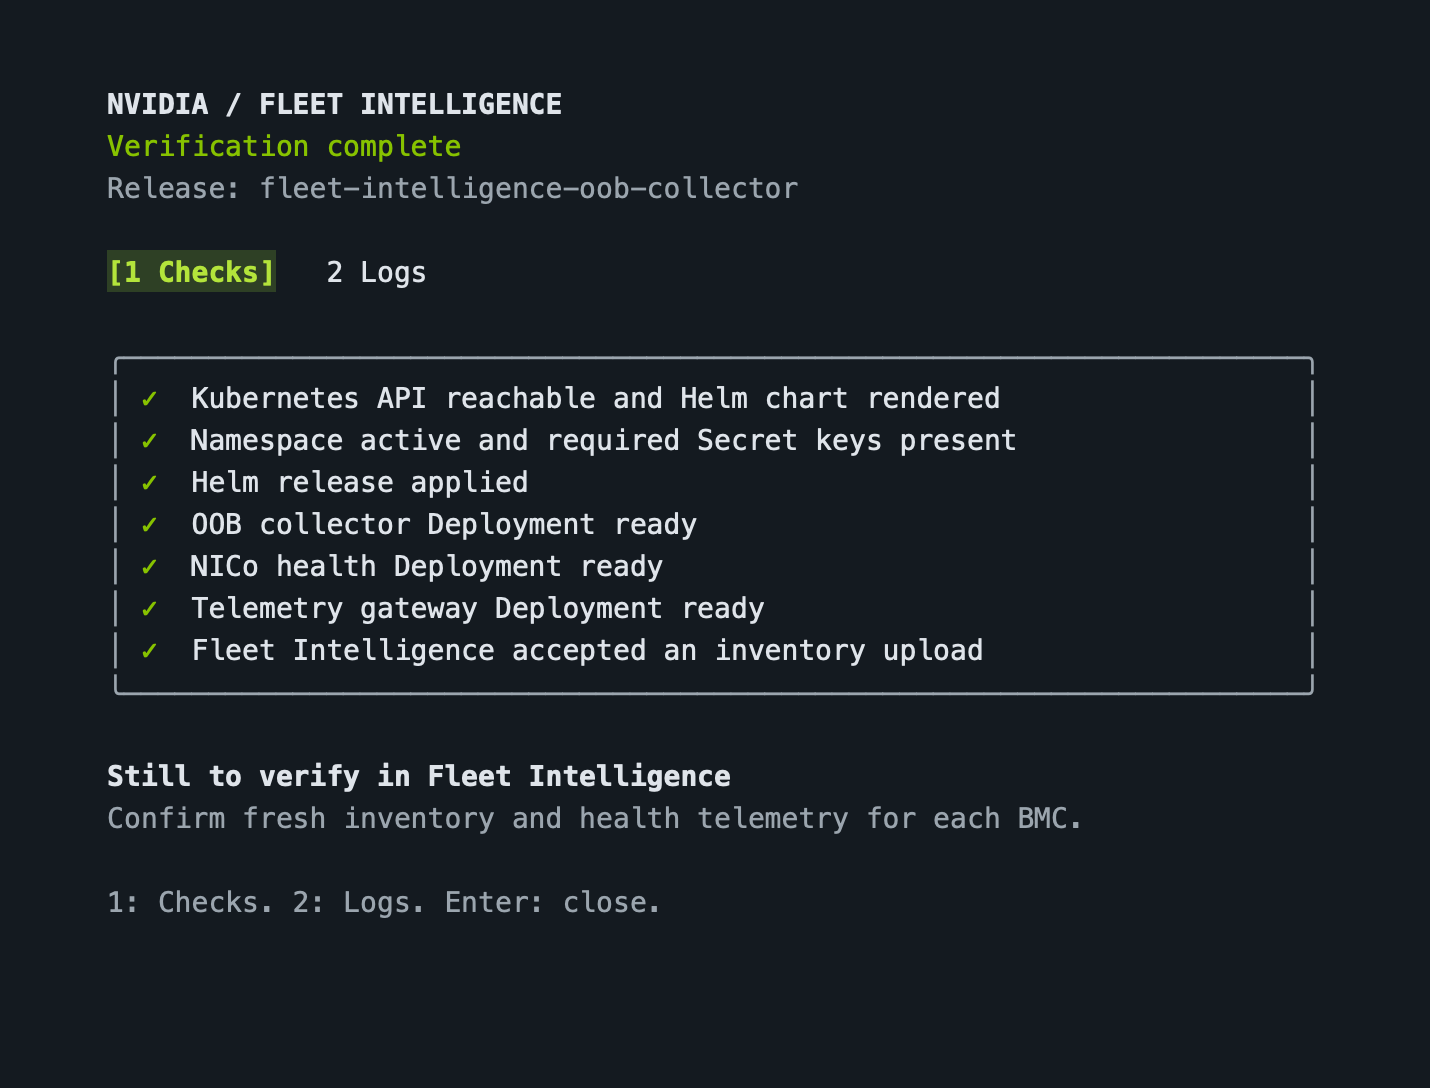 NVIDIA / FLEET INTELLIGENCE
Verification complete
Release: fleet-intelligence-oob-collector
[1 Checks]   2 Logs
✓  Kubernetes API reachable and Helm chart rendered
✓  Namespace active and required Secret keys present
✓  Helm release applied
✓  OOB collector Deployment ready
✓  NICo health Deployment ready
✓  Telemetry gateway Deployment ready
✓  Fleet Intelligence accepted an inventory upload
Still to verify in Fleet Intelligence
Confirm fresh inventory and health telemetry for each BMC.
1: Checks. 2: Logs. Enter: close.